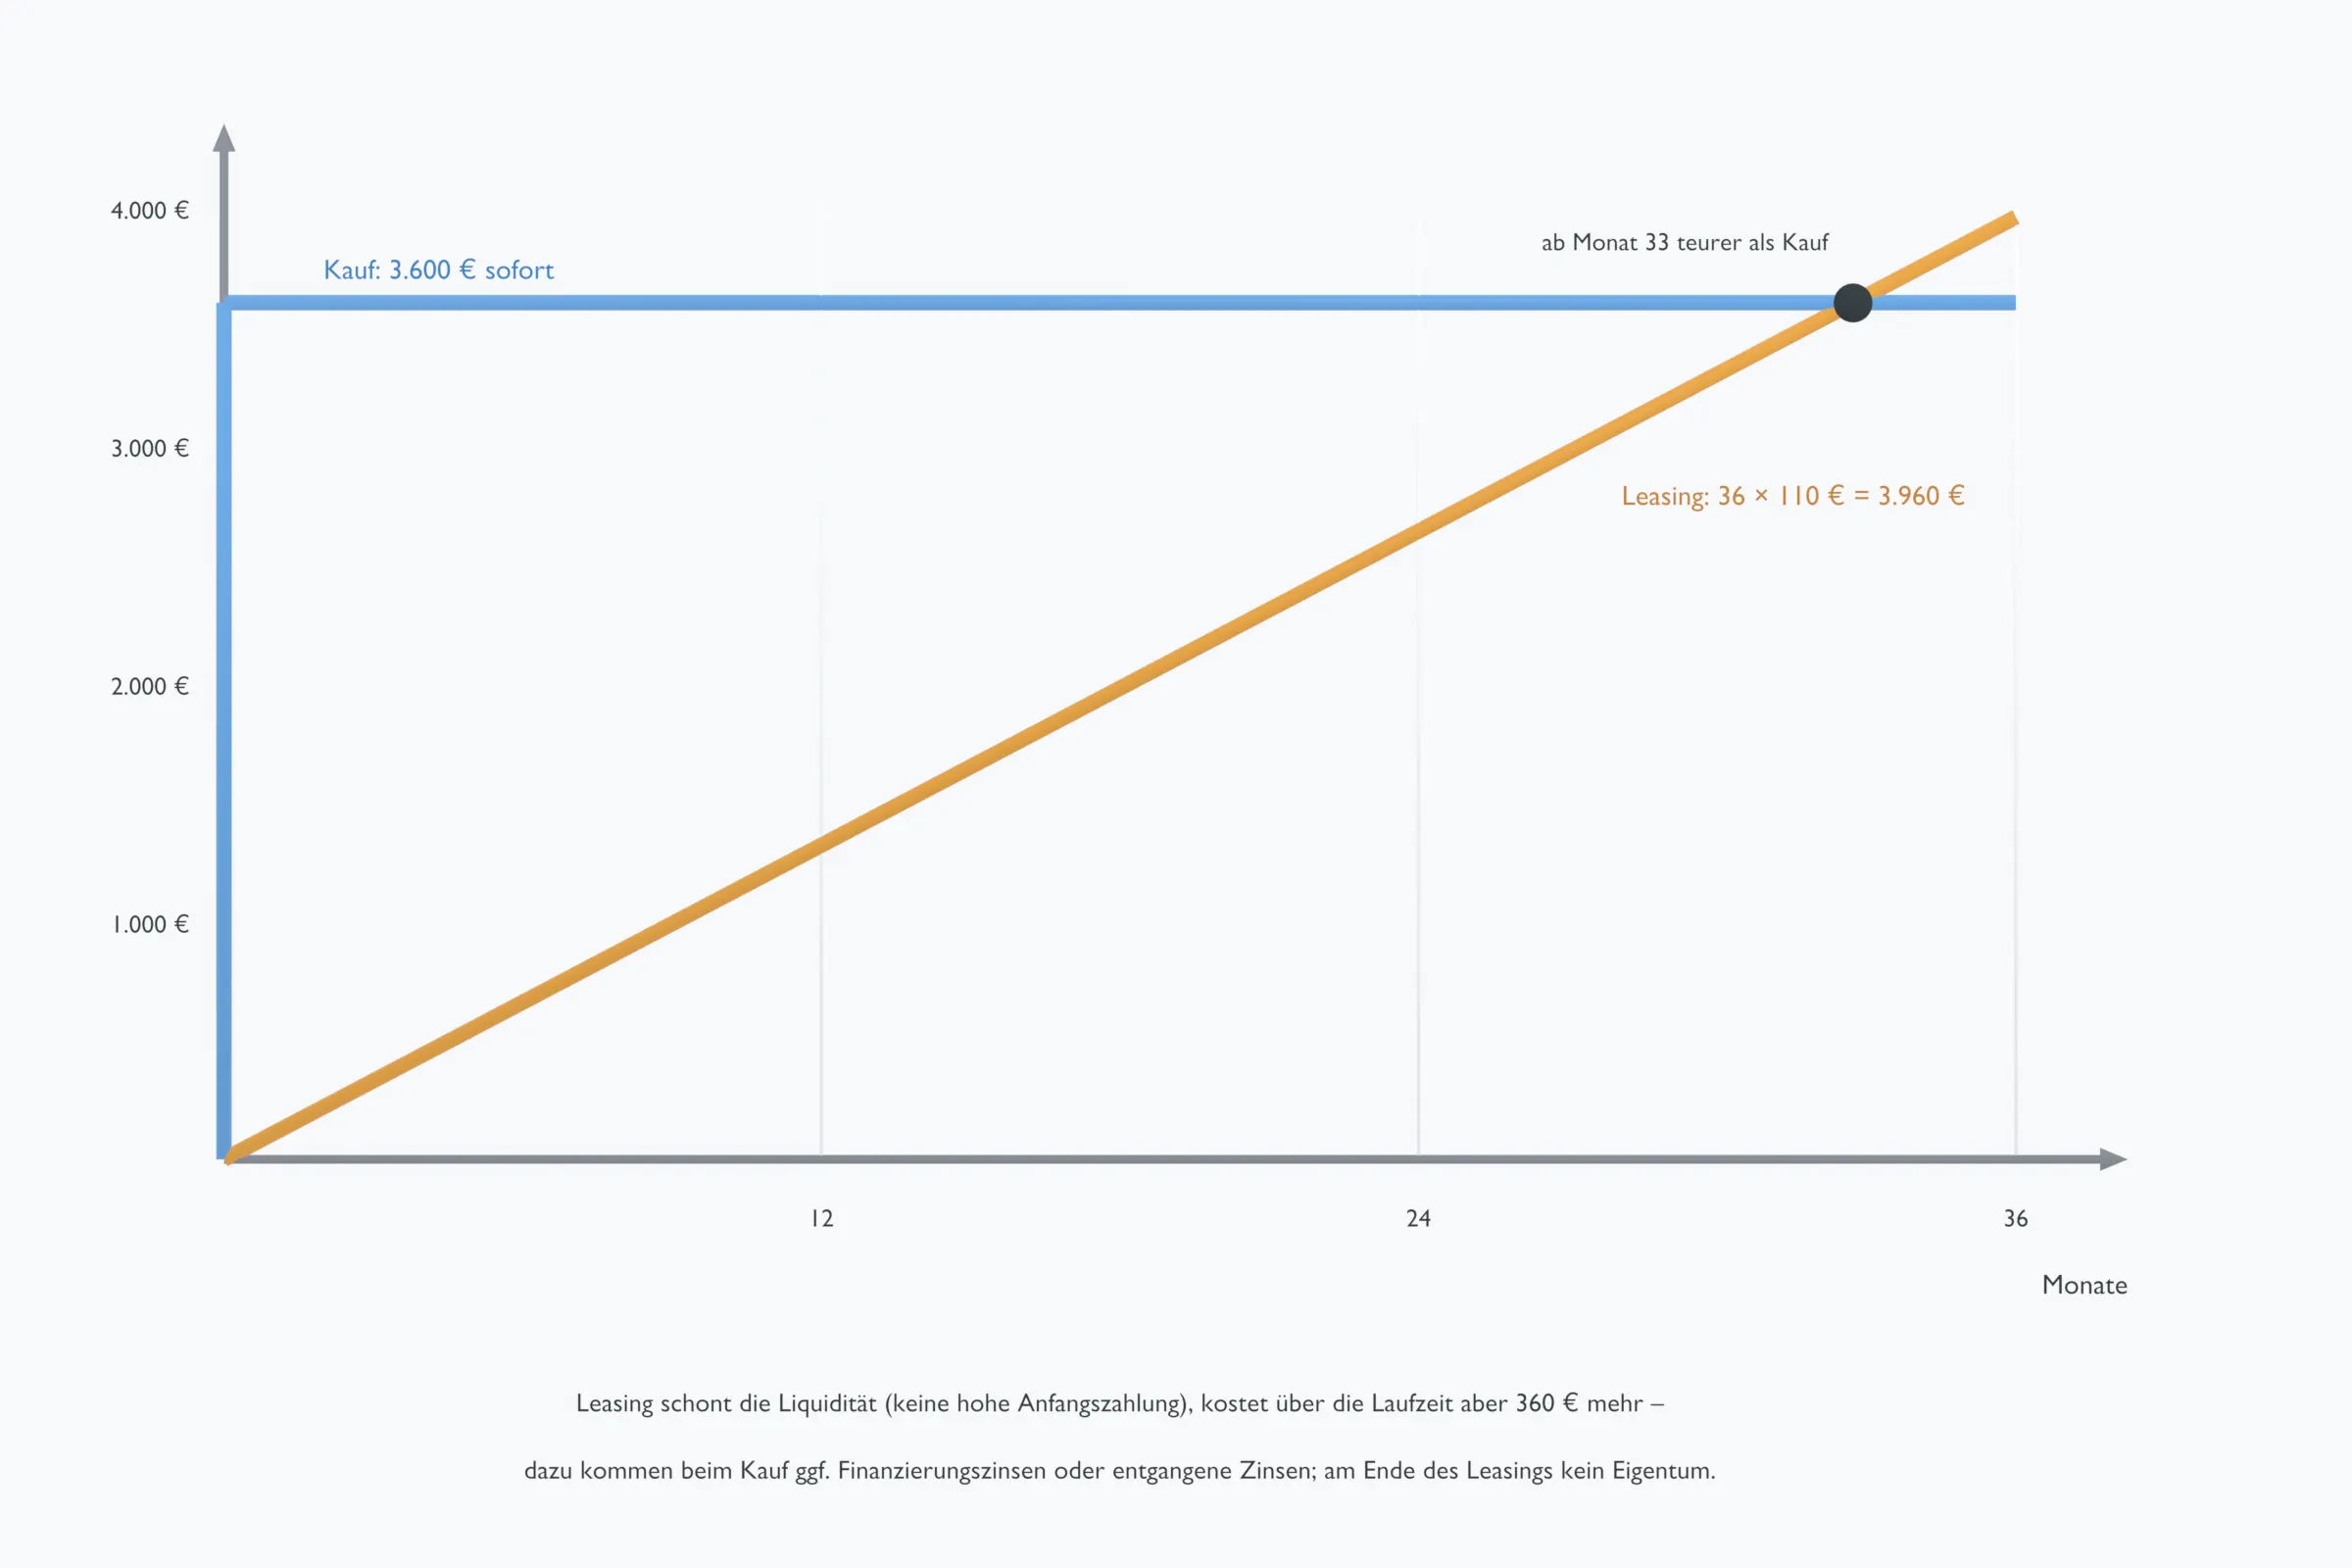 4.000 €
ab Monat 33 teurer als Kauf
Kauf: 3.600 € sofort
3.000 €
Leasing: 36 × 110 € = 3.960 €
2.000 €
1.000 €
12
24
36
Monate
Leasing schont die Liquidität (keine hohe Anfangszahlung), kostet über die Laufzeit aber 360 € mehr –
dazu kommen beim Kauf ggf. Finanzierungszinsen oder entgangene Zinsen; am Ende des Leasings kein Eigentum.